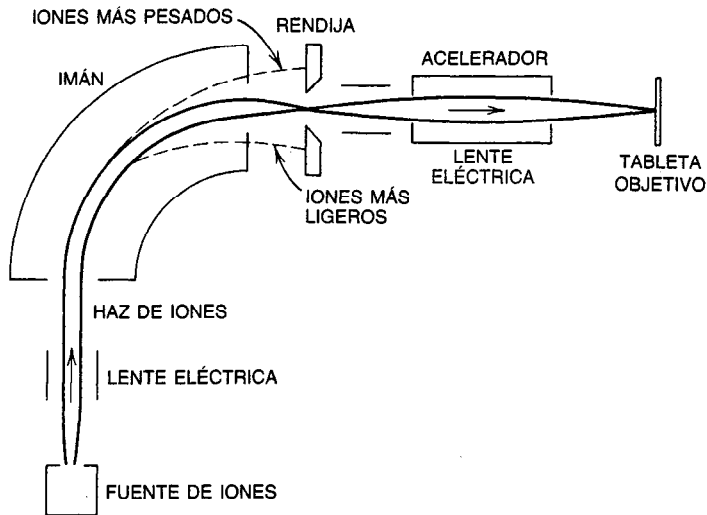 IONES MÁS PESADOS
RENDIJA
IMÁN
ACELERADOR
LENTE
ELÉCTRICA
TABLETA
OBJETIVO
IONES MÁS
LIGEROS
HAZ DE IONES
LENTE ELÉCTRICA
FUENTE DE IONES